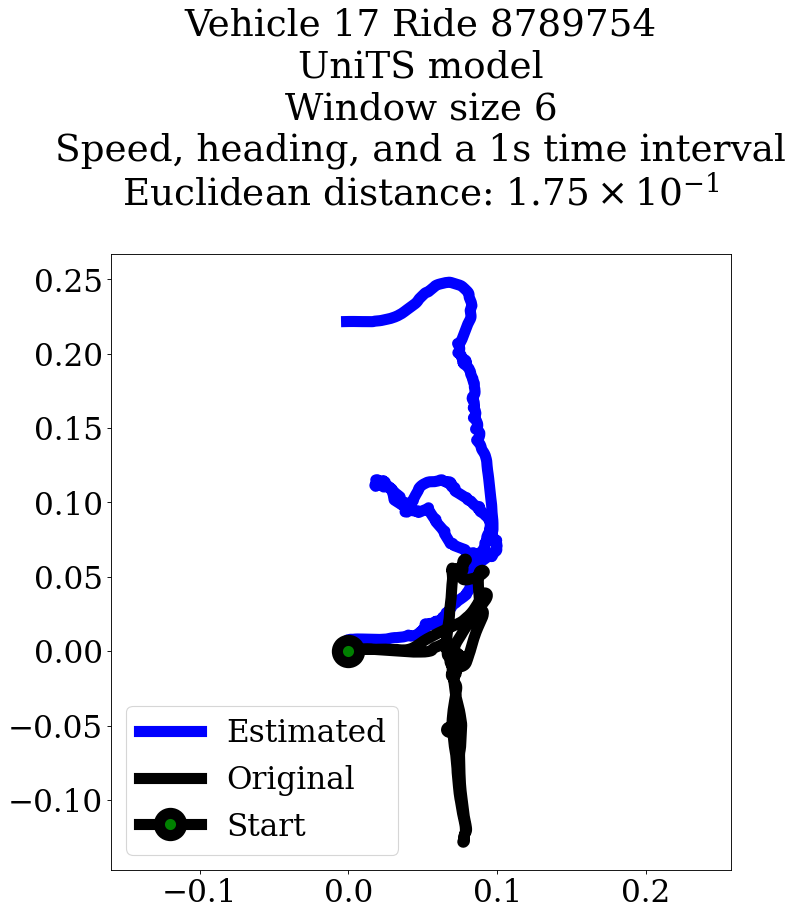 Vehicle 17 Ride 8789754
UniTS model
Window size 6
Speed, heading, and a 1s time interval
Euclidean distance: 1.75 × 10⁻¹
0.25
0.20
0.15
0.10
0.05
0.00
−0.05
−0.10
Estimated
Original
Start
−0.1
0.0
0.1
0.2